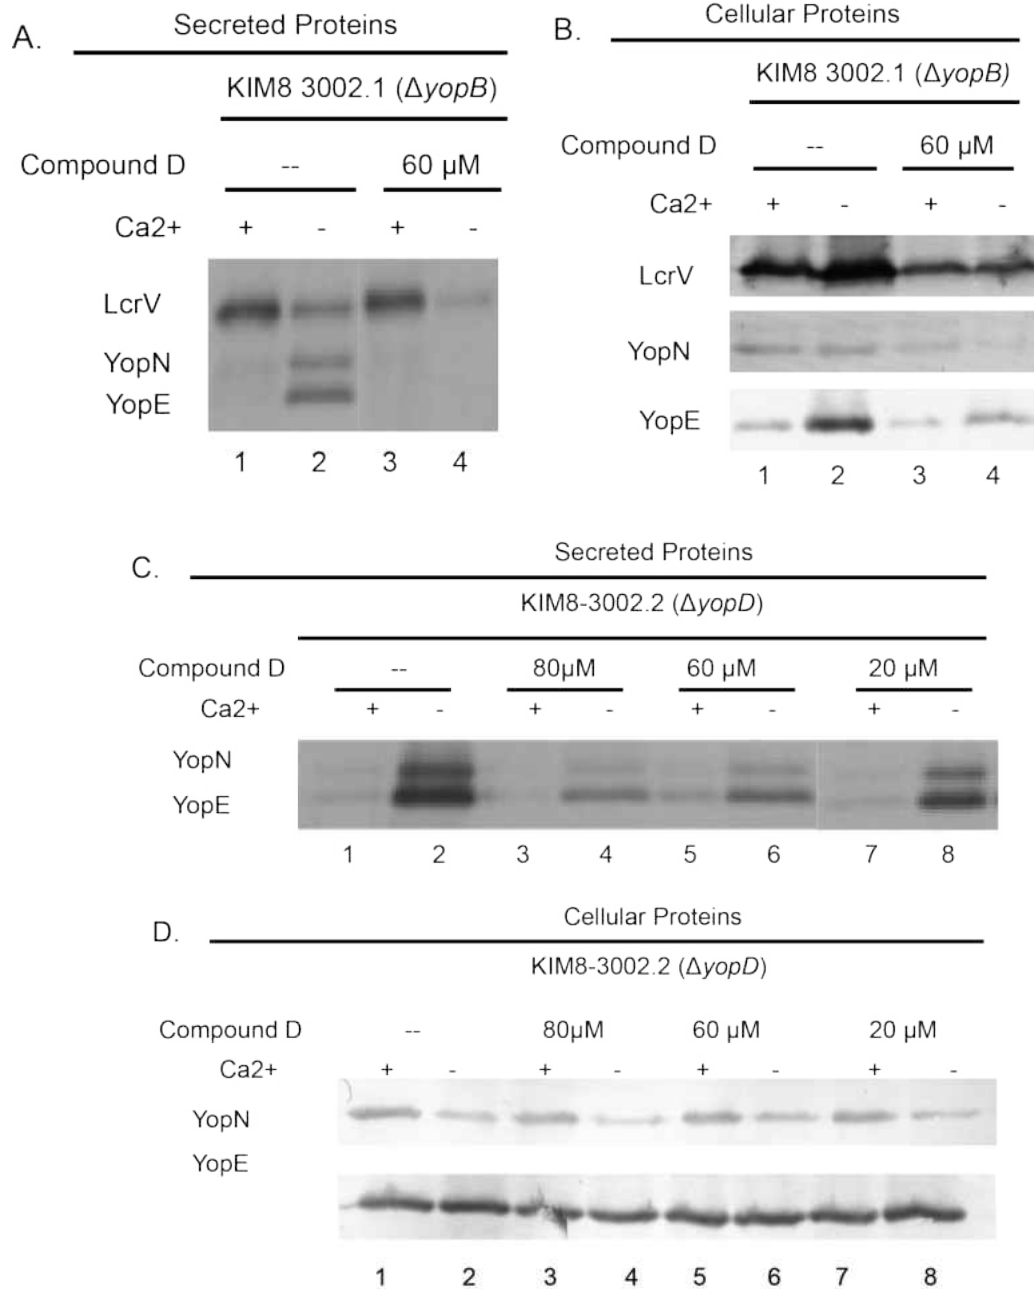 A.
Secreted Proteins
KIM8 3002.1 (ΔyopB)
Compound D -- 60 µM
Ca2+ + - + -
LcrV
YopN
YopE
1 2 3 4
B.
Cellular Proteins
KIM8 3002.1 (ΔyopB)
Compound D -- 60 µM
Ca2+ + - + -
LcrV
YopN
YopE
1 2 3 4
C.
Secreted Proteins
KIM8-3002.2 (ΔyopD)
Compound D -- 80µM 60 µM 20 µM
Ca2+ + - + - + - + -
YopN
YopE
1 2 3 4 5 6 7 8
D.
Cellular Proteins
KIM8-3002.2 (ΔyopD)
Compound D -- 80µM 60 µM 20 µM
Ca2+ + - + - + - + -
YopN
YopE
1 2 3 4 5 6 7 8